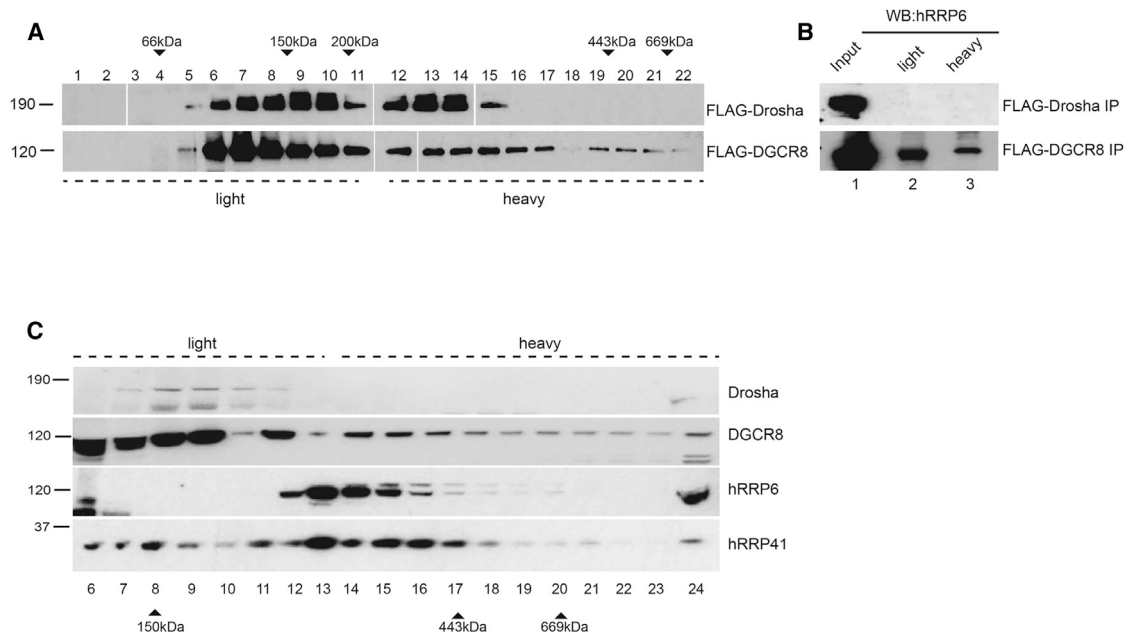 A
66kDa 150kDa 200kDa 443kDa 669kDa
1 2 3 4 5 6 7 8 9 10 11 12 13 14 15 16 17 18 19 20 21 22
190 FLAG-Drosha
120 FLAG-DGCR8
light heavy
B
WB:hRRP6
Input light heavy
FLAG-Drosha IP
FLAG-DGCR8 IP
1 2 3
C
light heavy
190 Drosha
120 DGCR8
120 hRRP6
37 hRRP41
6 7 8 9 10 11 12 13 14 15 16 17 18 19 20 21 22 23 24
150kDa 443kDa 669kDa